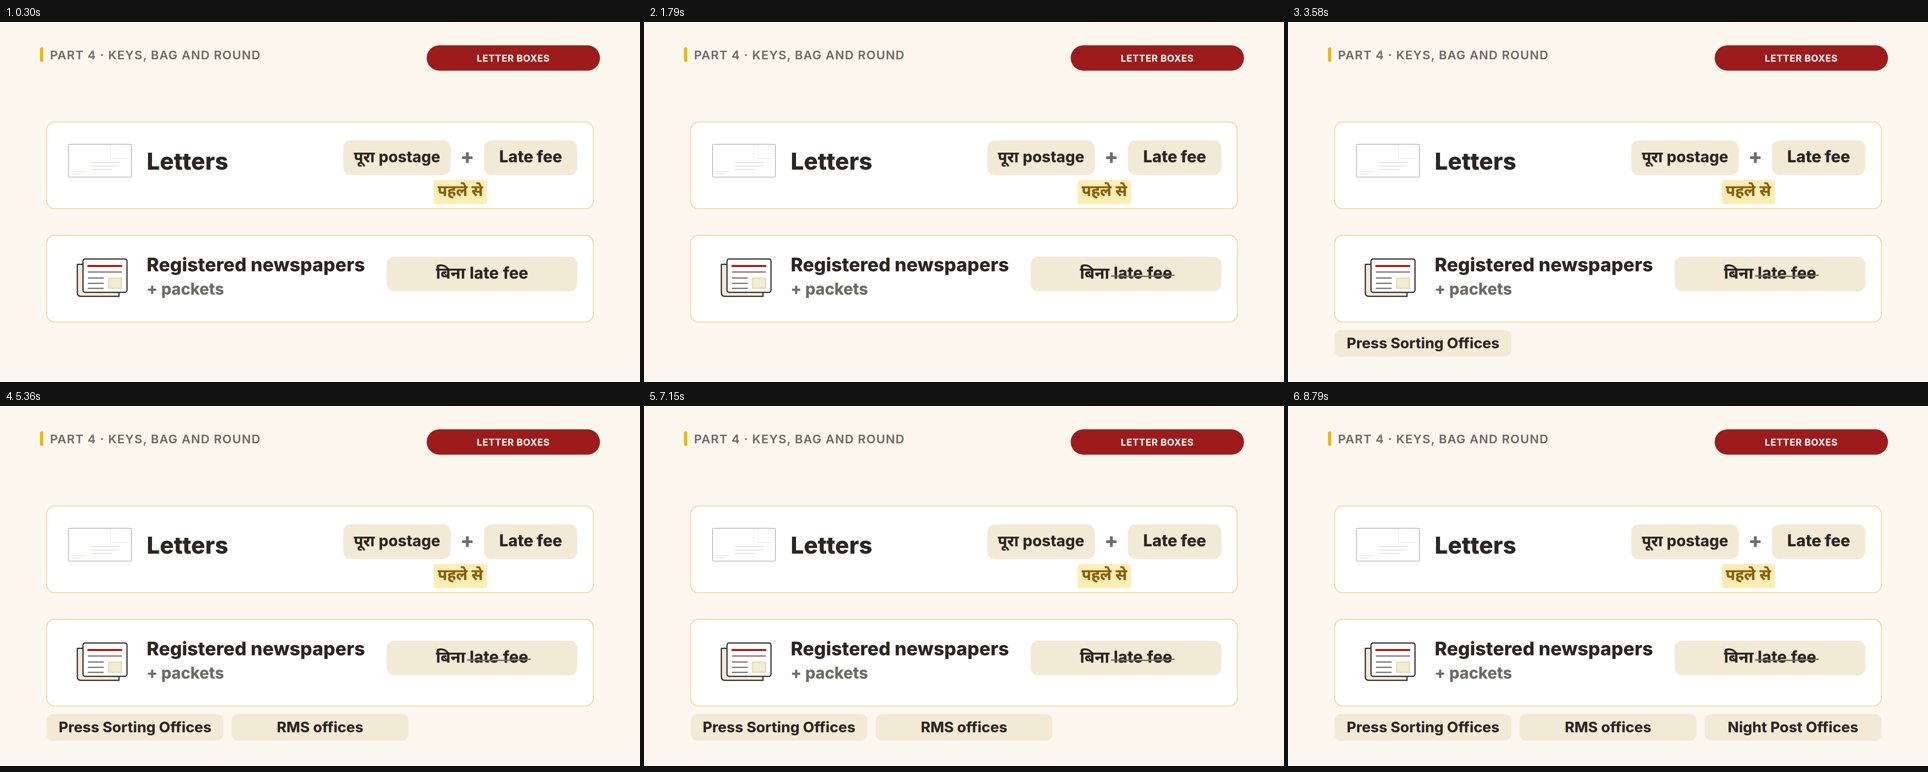 1. 0.30s
PART 4 · KEYS, BAG AND ROUND
LETTER BOXES
Letters
पूरा postage + Late fee
पहले से
Registered newspapers
+ packets
बिना late fee
2. 1.79s
PART 4 · KEYS, BAG AND ROUND
LETTER BOXES
Letters
पूरा postage + Late fee
पहले से
Registered newspapers
+ packets
बिना late fee
3. 3.58s
PART 4 · KEYS, BAG AND ROUND
LETTER BOXES
Letters
पूरा postage + Late fee
पहले से
Registered newspapers
+ packets
बिना late fee
Press Sorting Offices
4. 5.36s
PART 4 · KEYS, BAG AND ROUND
LETTER BOXES
Letters
पूरा postage + Late fee
पहले से
Registered newspapers
+ packets
बिना late fee
Press Sorting Offices RMS offices
5. 7.15s
PART 4 · KEYS, BAG AND ROUND
LETTER BOXES
Letters
पूरा postage + Late fee
पहले से
Registered newspapers
+ packets
बिना late fee
Press Sorting Offices RMS offices
6. 8.79s
PART 4 · KEYS, BAG AND ROUND
LETTER BOXES
Letters
पूरा postage + Late fee
पहले से
Registered newspapers
+ packets
बिना late fee
Press Sorting Offices RMS offices Night Post Offices